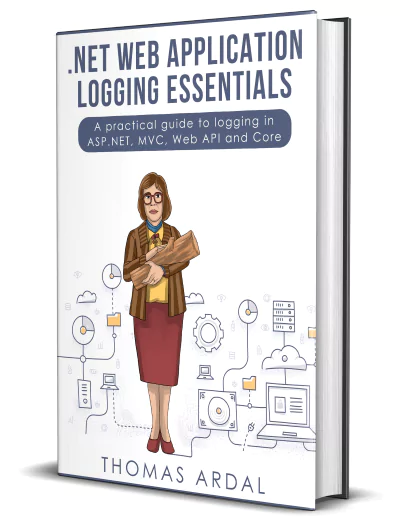 .NET WEB APPLICATION
LOGGING ESSENTIALS
A practical guide to logging in
ASP.NET, MVC, Web API and Core
THOMAS ARDAL